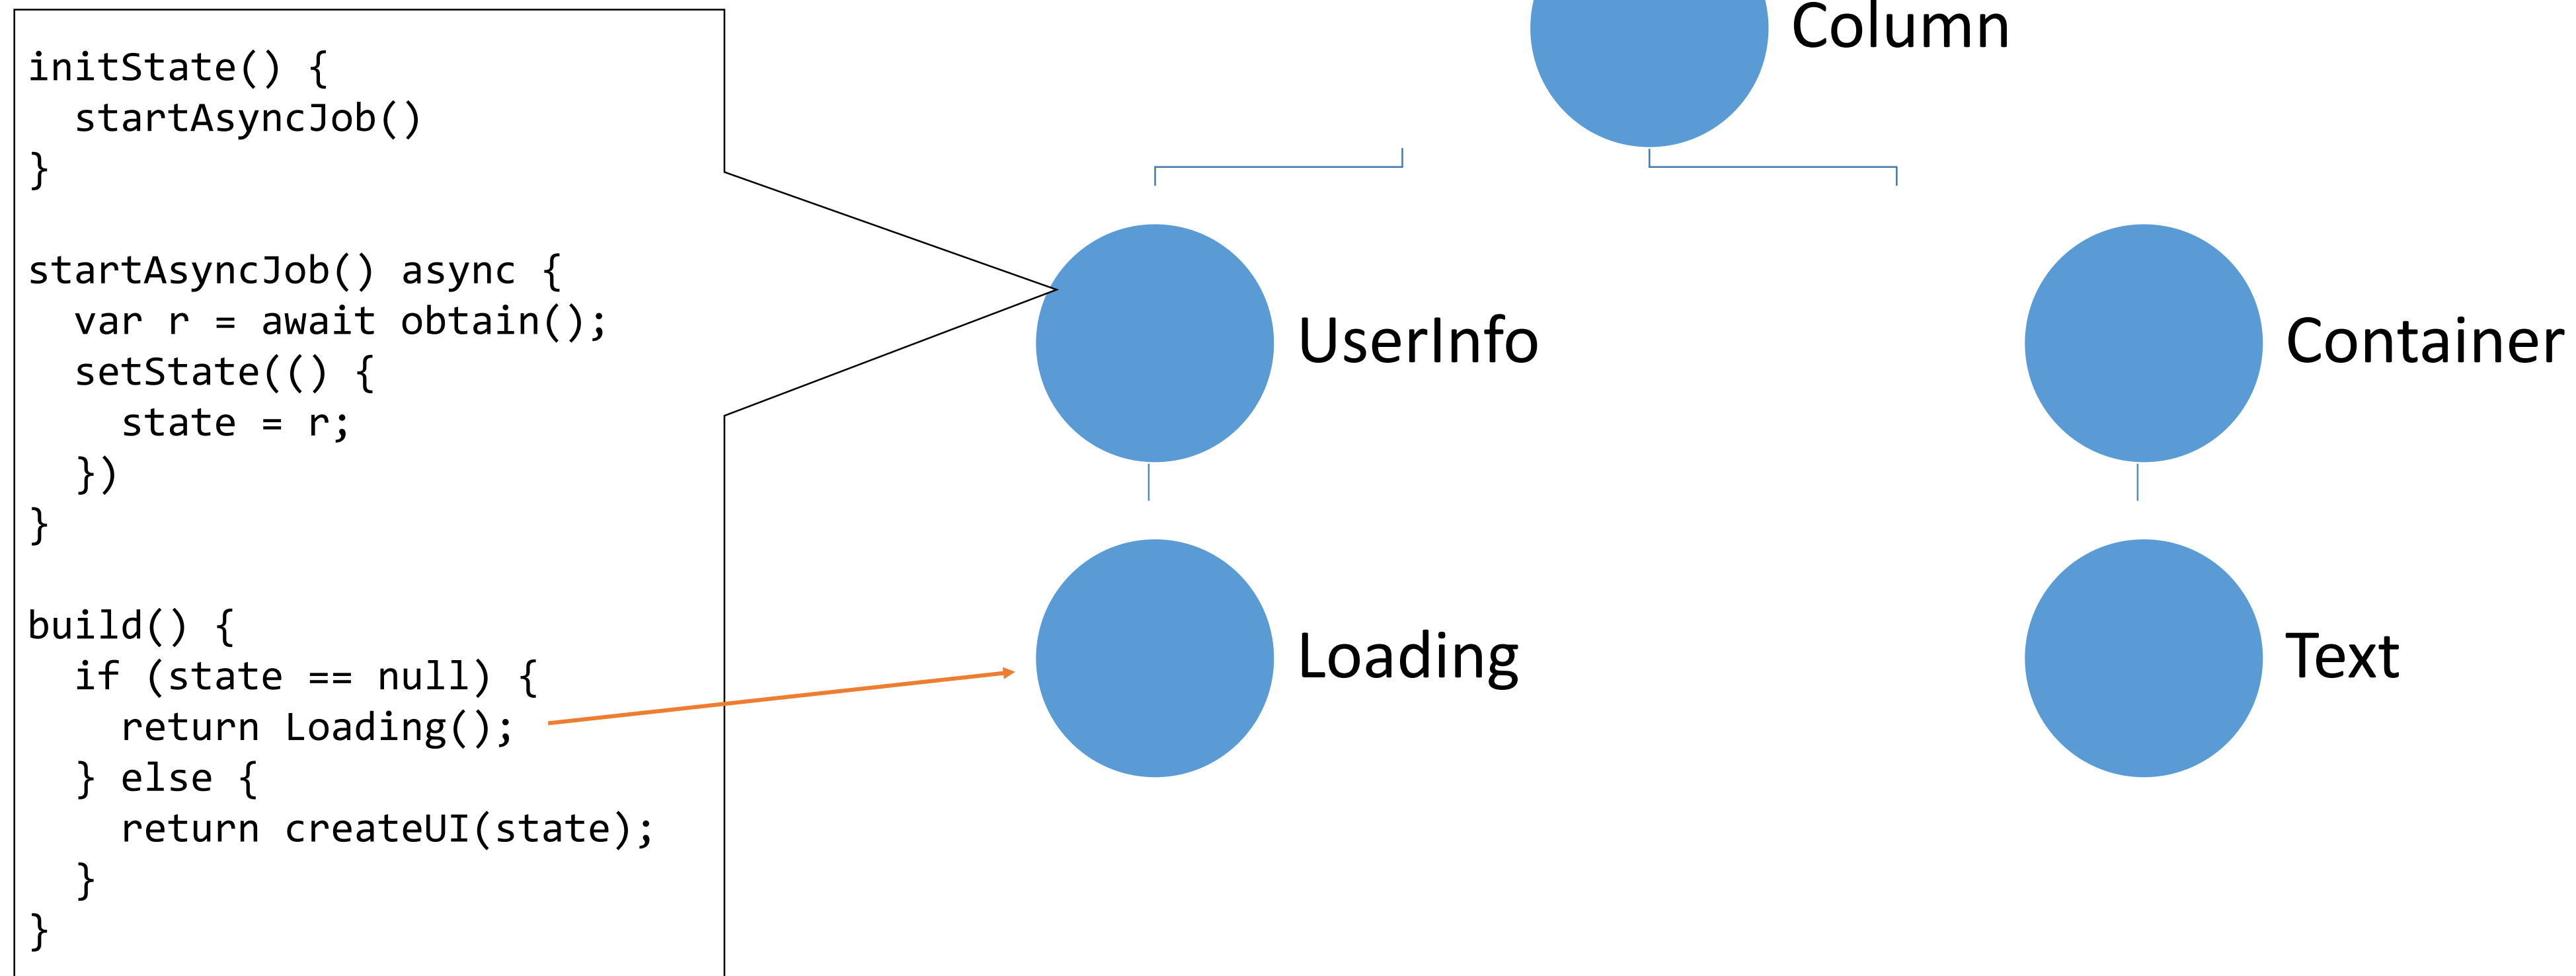 initState() {
  startAsyncJob()
}
startAsyncJob() async {
  var r = await obtain();
  setState(() {
    state = r;
  })
}
build() {
  if (state == null) {
    return Loading();
  } else {
    return createUI(state);
  }
}
Column
UserInfo
Container
Loading
Text